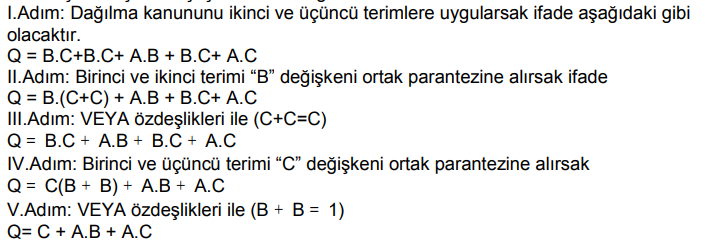 I.Adım: Dağılma kanununu ikinci ve üçüncü terimlere uygularsak ifade aşağıdaki gibi
olacaktır.
Q = B.C+B.C+ A.B + B.C+ A.C
II.Adım: Birinci ve ikinci terimi “B” değişkeni ortak parantezine alırsak ifade
Q = B.(C+C) + A.B + B.C+ A.C
III.Adım: VEYA özdeşlikleri ile (C+C=C)
Q = B.C + A.B + B.C + A.C
IV.Adım: Birinci ve üçüncü terimi “C” değişkeni ortak parantezine alırsak
Q = C(B + B) + A.B + A.C
V.Adım: VEYA özdeşlikleri ile (B + B = 1)
Q= C + A.B + A.C